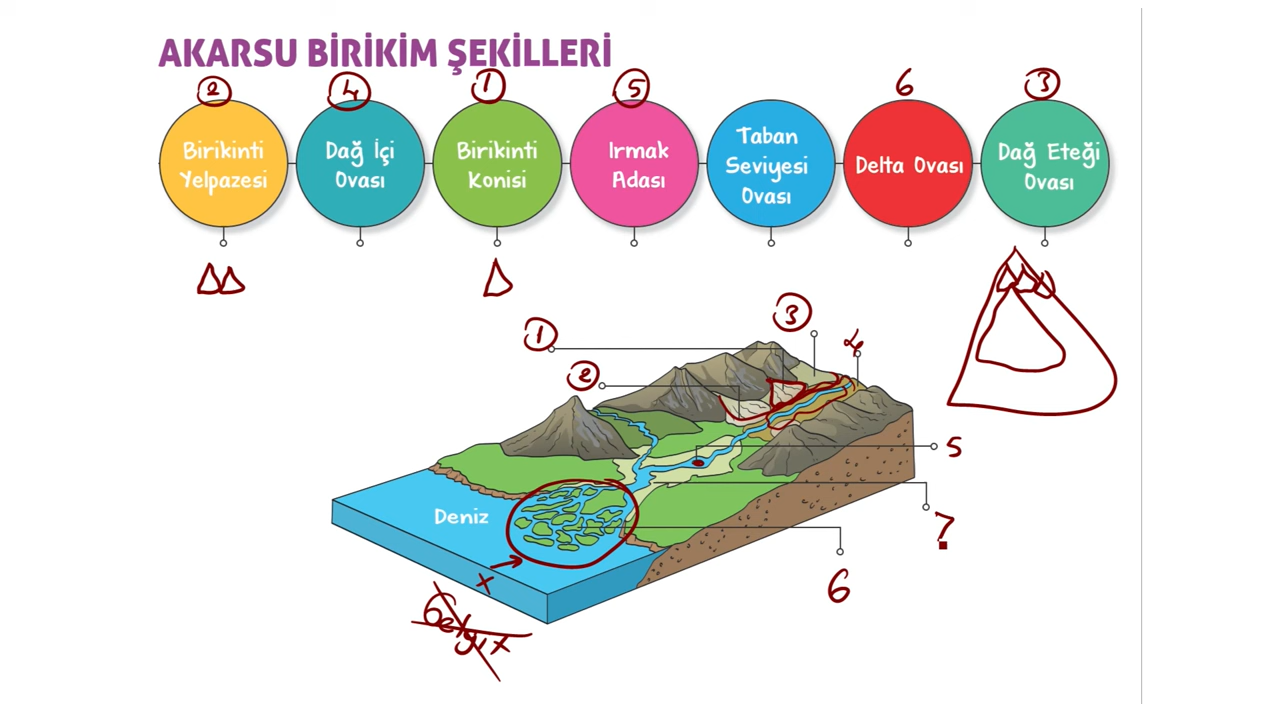 AKARSU BİRİKİM ŞEKİLLERİ
2 4 1 5 6 3
Birikinti Yelpazesi
Dağ İçi Ovası
Birikinti Konisi
Irmak Adası
Taban Seviyesi Ovası
Delta Ovası
Dağ Eteği Ovası
3
1
4
2
5
Deniz
?
x
6